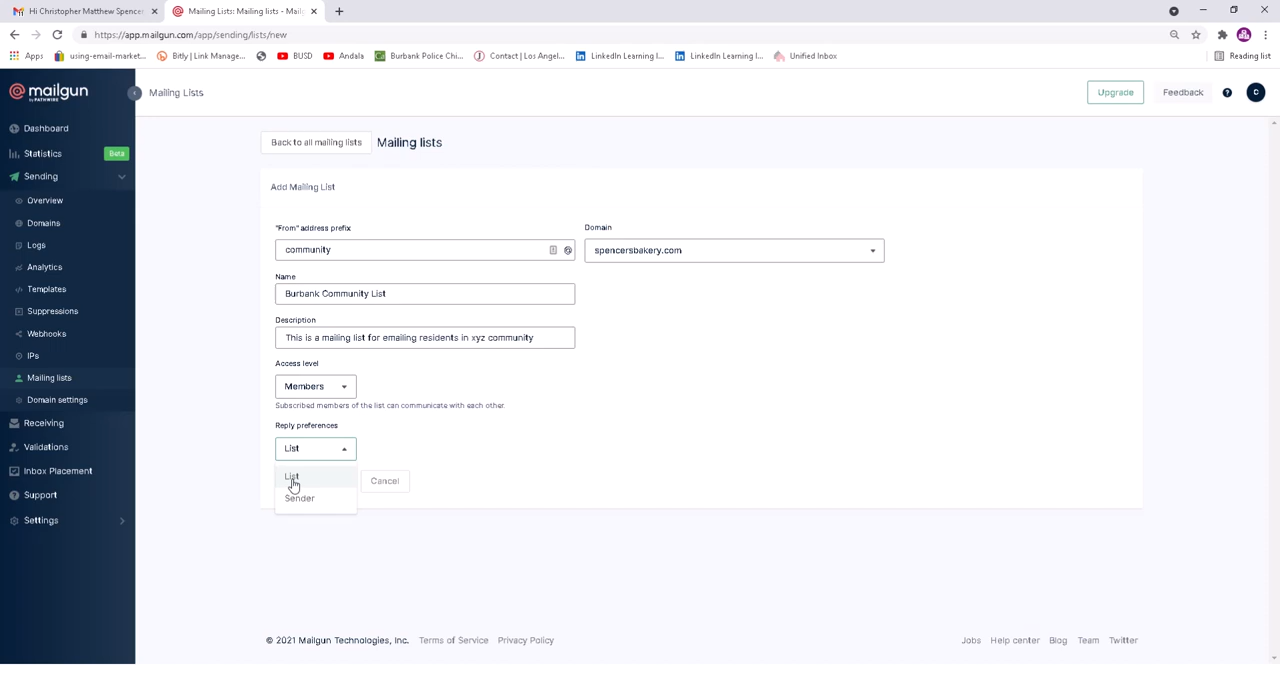 Hi Christopher Matthew Spencer
Mailing Lists: Mailing lists - Mailg
https://app.mailgun.com/app/sending/lists/new
Apps
using-email-market...
Bitly | Link Manage...
BUSD
Andala
Burbank Police Chi...
Contact | Los Angel...
LinkedIn Learning I...
LinkedIn Learning I...
Unified Inbox
Reading list
mailgun
BY PATHWIRE
Mailing Lists
Upgrade
Feedback
?
C
Dashboard
Statistics
Beta
Sending
Overview
Domains
Logs
Analytics
Templates
Suppressions
Webhooks
IPs
Mailing lists
Domain settings
Receiving
Validations
Inbox Placement
Support
Settings
Back to all mailing lists
Mailing lists
Add Mailing List
"From" address prefix
Domain
community
@
spencersbakery.com
Name
Burbank Community List
Description
This is a mailing list for emailing residents in xyz community
Access level
Members
Subscribed members of the list can communicate with each other.
Reply preferences
List
List
Sender
Cancel
© 2021 Mailgun Technologies, Inc.
Terms of Service
Privacy Policy
Jobs
Help center
Blog
Team
Twitter